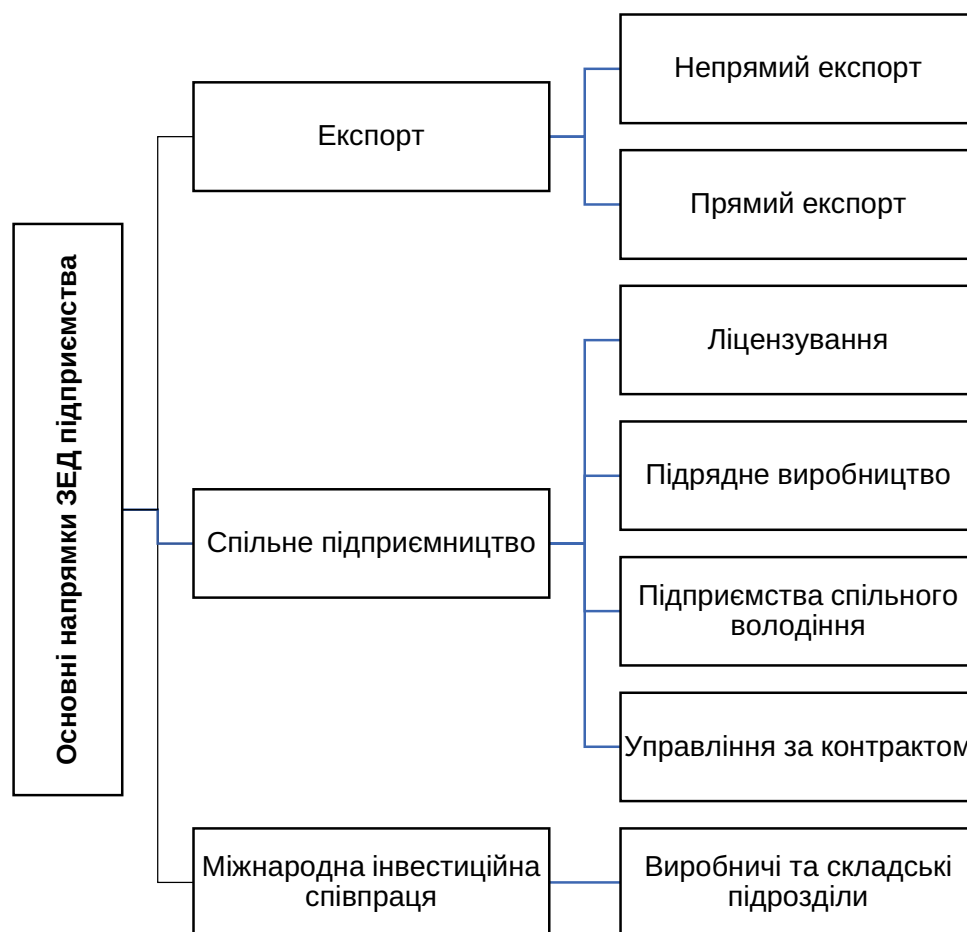 Основні напрямки ЗЕД підприємства
Експорт
Непрямий експорт
Прямий експорт
Спільне підприємництво
Ліцензування
Підрядне виробництво
Підприємства спільного
володіння
Управління за контрактом
Міжнародна інвестиційна
співпраця
Виробничі та складські
підрозділи